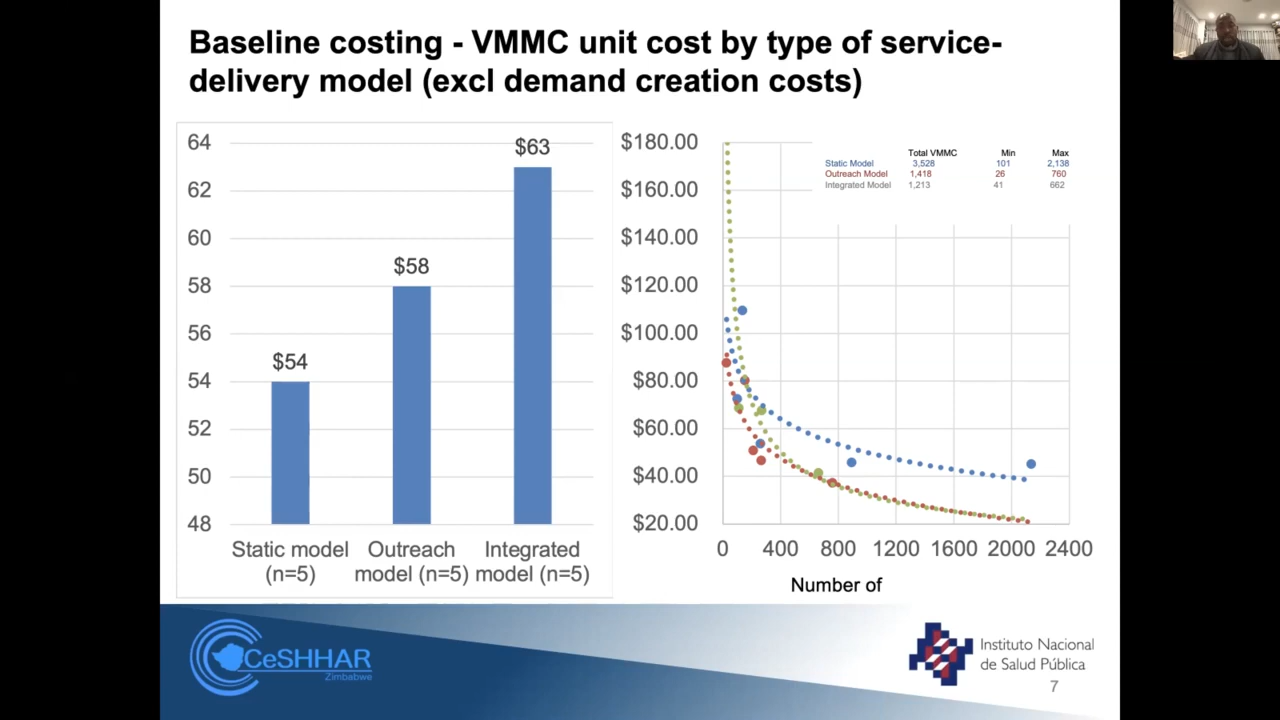 Baseline costing - VMMC unit cost by type of service-
delivery model (excl demand creation costs)
64
62
60
58
56
54
52
50
48
$54
$58
$63
Static model
(n=5)
Outreach
model (n=5)
Integrated
model (n=5)
$180.00
$160.00
$140.00
$120.00
$100.00
$80.00
$60.00
$40.00
$20.00
Total VMMC Min Max
Static Model 3,528 101 2,138
Outreach Model 1,418 26 760
Integrated Model 1,213 41 662
0 400 800 1200 1600 2000 2400
Number of
CeSHHAR
Zimbabwe
Instituto Nacional
de Salud Pública
7